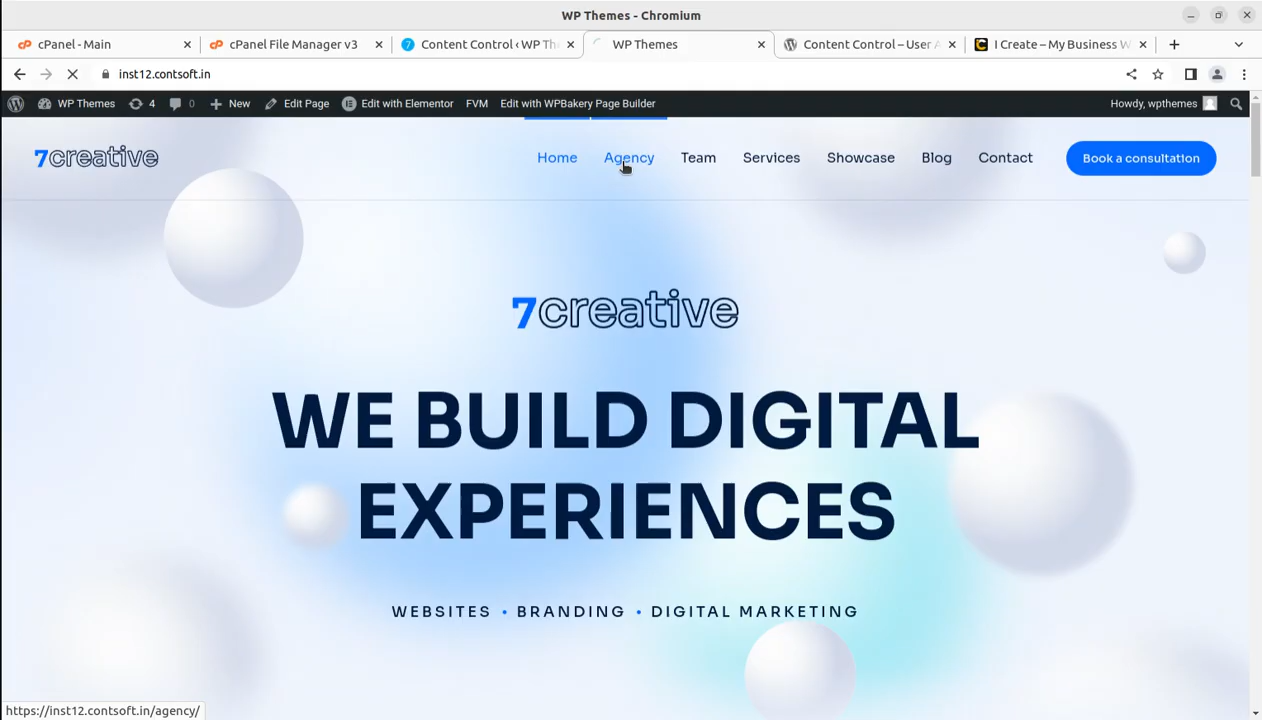 WP Themes - Chromium
cPanel - Main
cPanel File Manager v3
Content Control ‹ WP Th
WP Themes
Content Control – User A
I Create – My Business W
inst12.contsoft.in
WP Themes
4
0
New
Edit Page
Edit with Elementor
FVM
Edit with WPBakery Page Builder
Howdy, wpthemes
7creative
Home
Agency
Team
Services
Showcase
Blog
Contact
Book a consultation
7creative
WE BUILD DIGITAL
EXPERIENCES
WEBSITES • BRANDING • DIGITAL MARKETING
https://inst12.contsoft.in/agency/